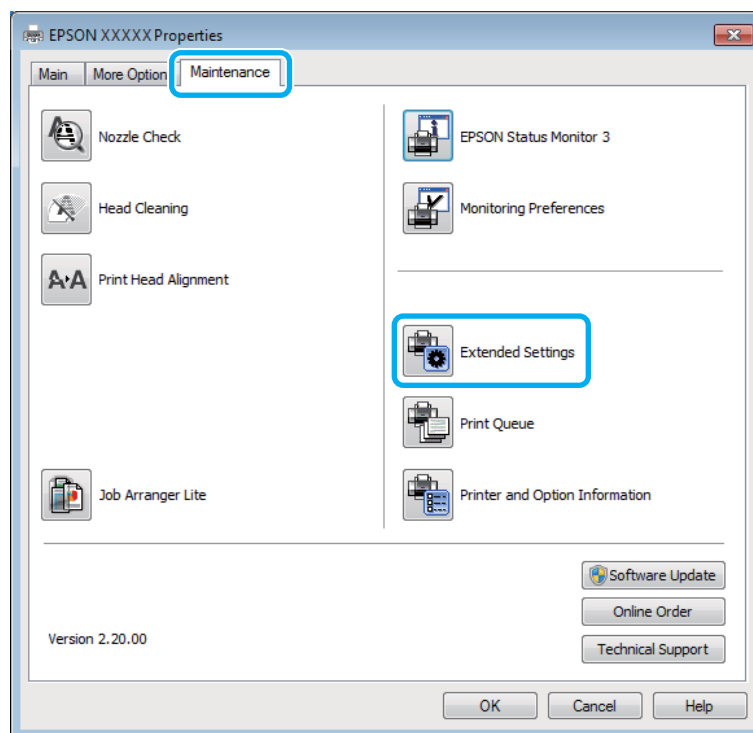 EPSON XXXXX Properties
Main
More Option
Maintenance
Nozzle Check
Head Cleaning
A A Print Head Alignment
Job Arranger Lite
EPSON Status Monitor 3
Monitoring Preferences
Extended Settings
Print Queue
Printer and Option Information
Software Update
Online Order
Technical Support
Version 2.20.00
OK
Cancel
Help